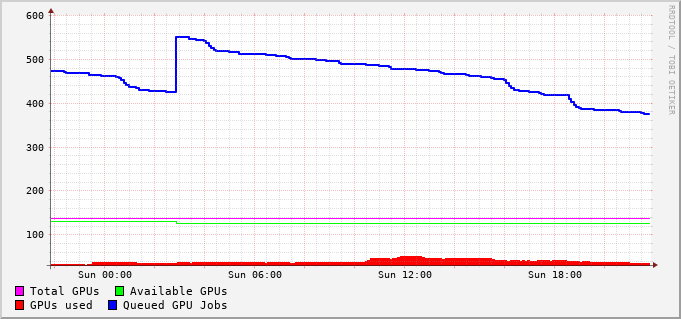 600
500
400
300
200
100
Sun 00:00 Sun 06:00 Sun 12:00 Sun 18:00
Total GPUs Available GPUs
GPUs used Queued GPU Jobs
RRDTOOL / TOBI OETIKER